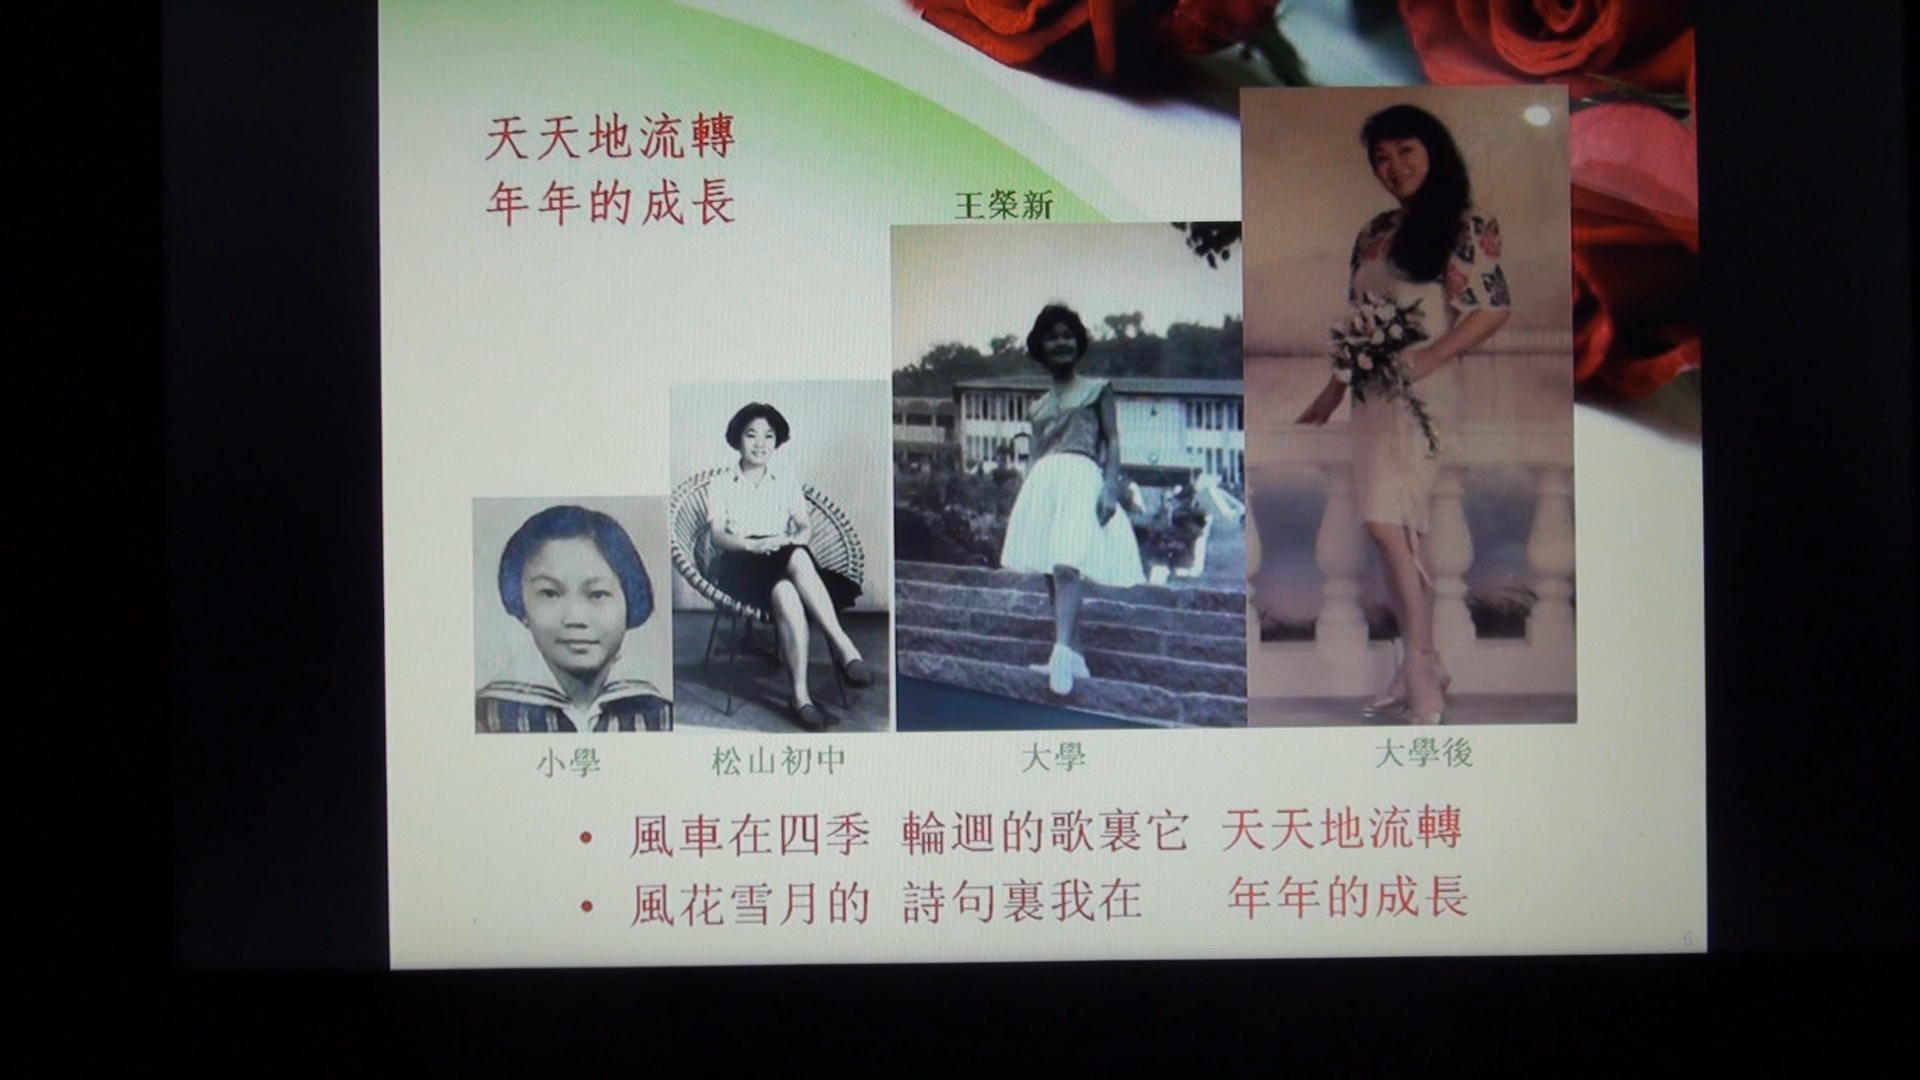 天天地流轉
年年的成長
王榮新
小學
松山初中
大學
大學後
• 風車在四季 輪迴的歌裏它 天天地流轉
• 風花雪月的 詩句裏我在 年年的成長
6